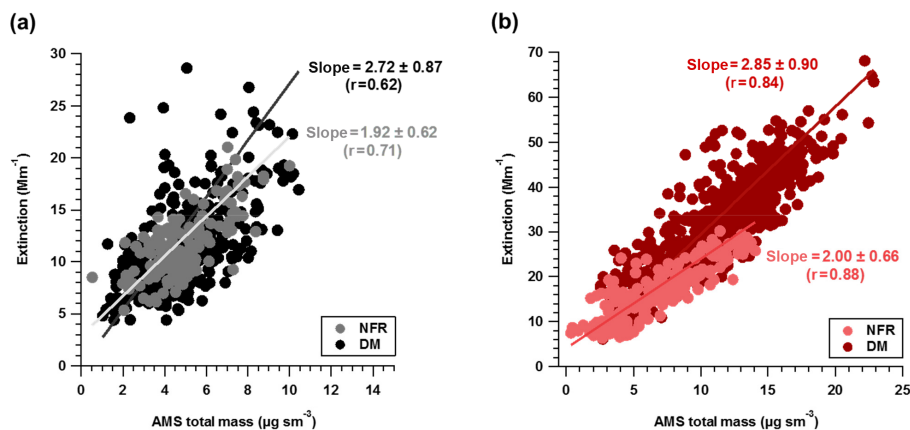 (a)
30
25
20
15
10
5
0
Extinction (Mm⁻¹)
0 2 4 6 8 10 12 14
AMS total mass (µg sm⁻³)
Slope = 2.72 ± 0.87
(r=0.62)
Slope = 1.92 ± 0.62
(r=0.71)
NFR
DM
(b)
70
60
50
40
30
20
10
0
Extinction (Mm⁻¹)
0 5 10 15 20 25
AMS total mass (µg sm⁻³)
Slope = 2.85 ± 0.90
(r=0.84)
Slope = 2.00 ± 0.66
(r=0.88)
NFR
DM